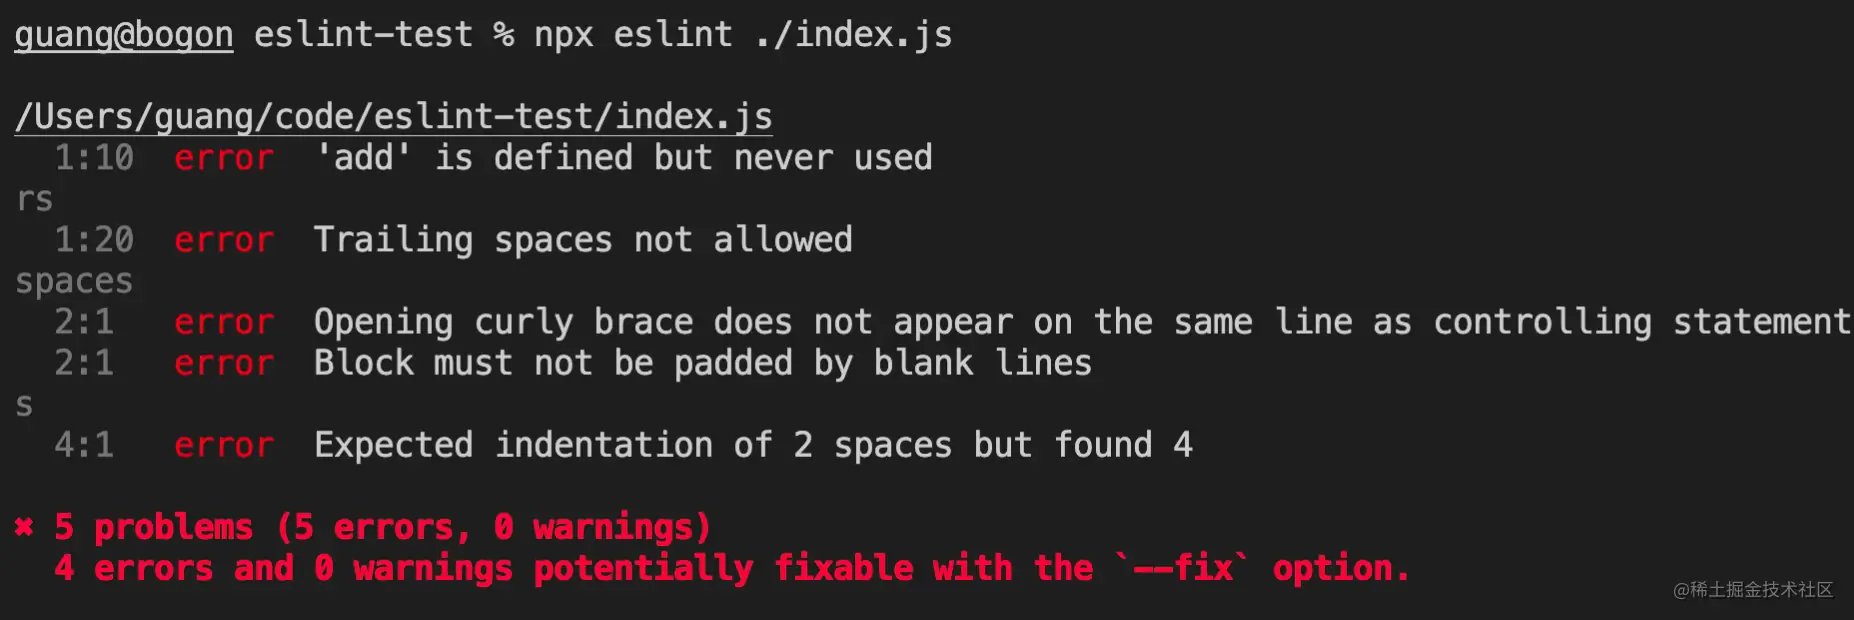 guang@bogon eslint-test % npx eslint ./index.js
/Users/guang/code/eslint-test/index.js
1:10 error 'add' is defined but never used
rs
1:20 error Trailing spaces not allowed
spaces
2:1 error Opening curly brace does not appear on the same line as controlling statement
2:1 error Block must not be padded by blank lines
s
4:1 error Expected indentation of 2 spaces but found 4
✖ 5 problems (5 errors, 0 warnings)
4 errors and 0 warnings potentially fixable with the `--fix` option.
@稀土掘金技术社区